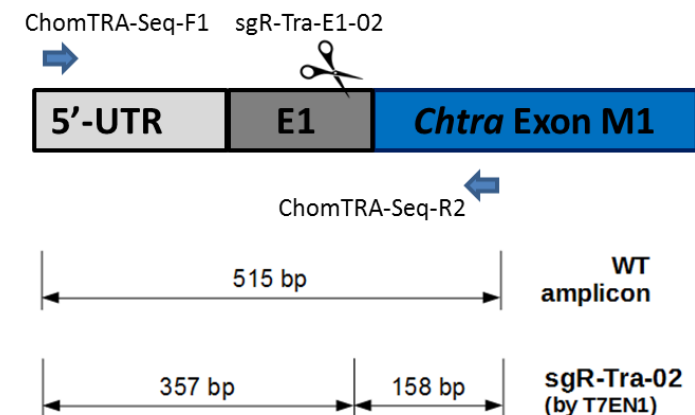 ChomTRA-Seq-F1 sgR-Tra-E1-02
5’-UTR E1 Chtra Exon M1
ChomTRA-Seq-R2
515 bp
WT
amplicon
357 bp 158 bp
sgR-Tra-02
(by T7EN1)